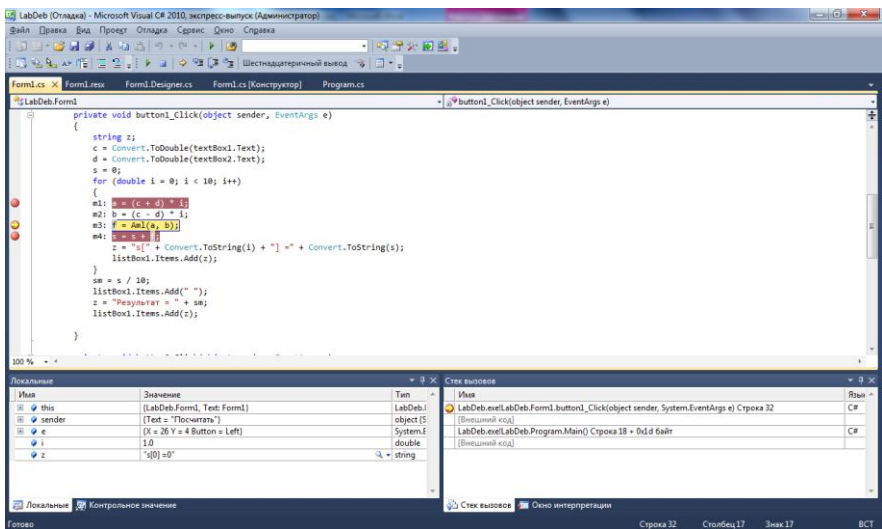 LabDeb (Отладка) - Microsoft Visual C# 2010, экспресс-выпуск (Администратор)
Файл Правка Вид Проект Отладка Сервис Окно Справка
Шестнадцатеричный вывод
Form1.cs X Form1.resx Form1.Designer.cs Form1.cs [Конструктор] Program.cs
LabDeb.Form1 button1_Click(object sender, EventArgs e)
private void button1_Click(object sender, EventArgs e)
{
string z;
c = Convert.ToDouble(textBox1.Text);
d = Convert.ToDouble(textBox2.Text);
s = 0;
for (double i = 0; i < 10; i++)
{
m1: a = (c + d) * i;
m2: b = (c - d) * i;
m3: f = Aml(a, b);
m4: s = s +
z = "s[" + Convert.ToString(i) + "] =" + Convert.ToString(s);
listBox1.Items.Add(z);
}
sm = s / 10;
listBox1.Items.Add(" ");
z = "Результат = " + sm;
listBox1.Items.Add(z);
}
100 %
Локальные
Имя Значение Тип
this {LabDeb.Form1, Text: Form1} LabDeb.
sender {Text = "Посчитать"} object {S
e {X = 26 Y = 4 Button = Left} System.E
i 1.0 double
z "s[0] =0" string
Локальные Контрольное значение
Стек вызовов
Имя Язык
LabDeb.exe!LabDeb.Form1.button1_Click(object sender, System.EventArgs e) Строка 32 C#
[Внешний код]
LabDeb.exe!LabDeb.Program.Main() Строка 18 + 0x1d байт C#
[Внешний код]
Стек вызовов Окно интерпретации
Готово Строка 32 Столбец 17 Знак 17 ВСТ